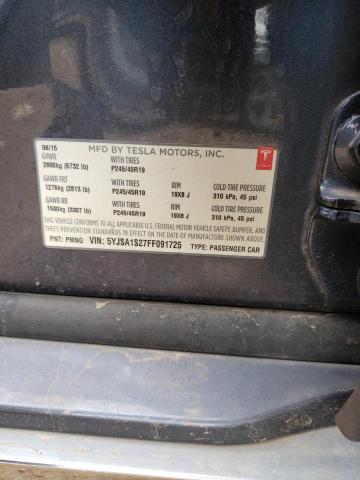 06/15 MFD BY TESLA MOTORS, INC.
GVWR WITH TIRES
2600kg (5732 lb) P245/45R19
GAWR FRT WITH TIRES RIM COLD TIRE PRESSURE
1276kg (2813 lb) P245/45R19 19X8 J 310 kPa, 45 psi
GAWR RR WITH TIRES RIM COLD TIRE PRESSURE
1500kg (3307 lb) P245/45R19 19X8 J 310 kPa, 45 psi
THIS VEHICLE CONFORMS TO ALL APPLICABLE U.S. FEDERAL MOTOR VEHICLE SAFETY, BUMPER, AND
THEFT PREVENTION STANDARDS IN EFFECT ON THE DATE OF MANUFACTURE SHOWN ABOVE.
PNT: PMNG VIN: 5YJSA1S27FF091725 TYPE: PASSENGER CAR
TESLA